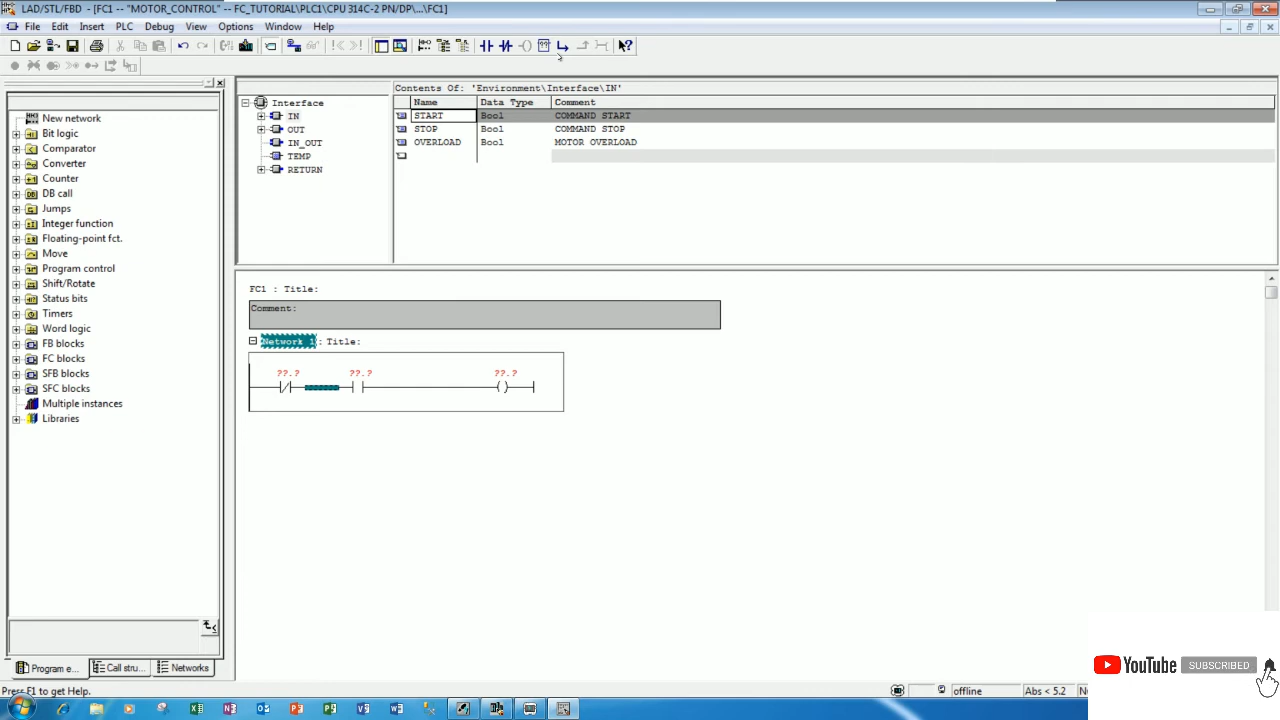 LAD/STL/FBD - [FC1 -- "MOTOR_CONTROL" -- FC_TUTORIAL\PLC1\CPU 314C-2 PN/DP\...\FC1]
File Edit Insert PLC Debug View Options Window Help
Contents Of: 'Environment\Interface\IN'
Interface
IN
OUT
IN_OUT
TEMP
RETURN
Name Data Type Comment
START Bool COMMAND START
STOP Bool COMMAND STOP
OVERLOAD Bool MOTOR OVERLOAD
New network
Bit logic
Comparator
Converter
Counter
DB call
Jumps
Integer function
Floating-point fct.
Move
Program control
Shift/Rotate
Status bits
Timers
Word logic
FB blocks
FC blocks
SFB blocks
SFC blocks
Multiple instances
Libraries
FC1 : Title:
Comment:
Network 1: Title:
??.? ??.? ??.?
Program e... Call stru... Networks
Press F1 to get Help.
offline Abs < 5.2
YouTube SUBSCRIBED